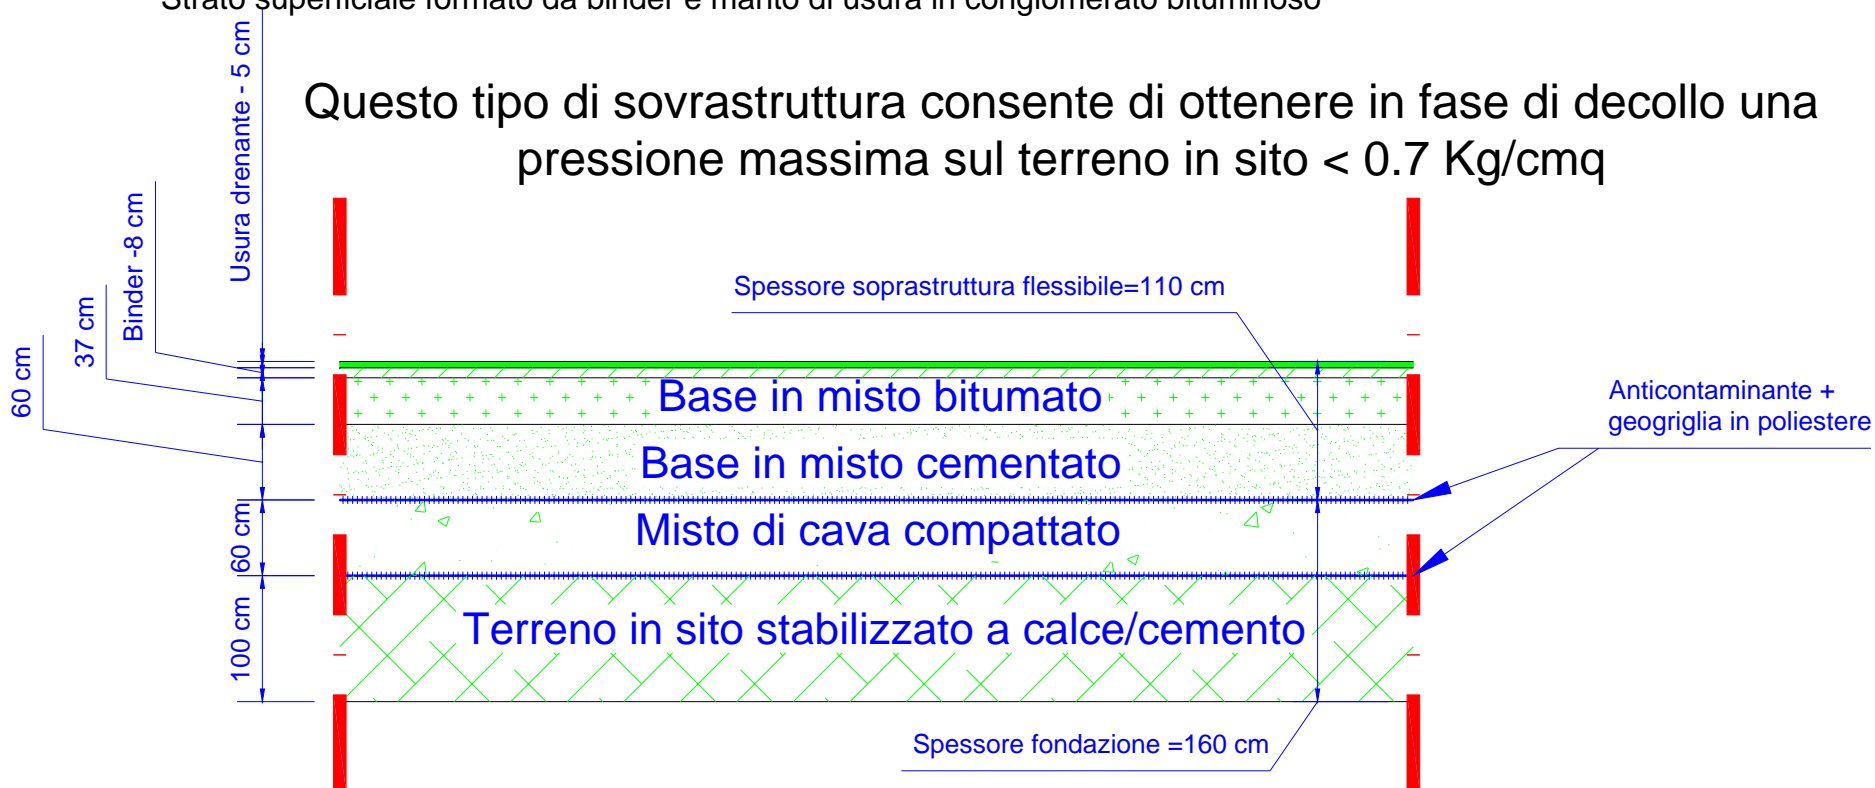 Strato superficiale formato da binder e manto di usura in conglomerato bituminoso
Questo tipo di sovrastruttura consente di ottenere in fase di decollo una
pressione massima sul terreno in sito < 0.7 Kg/cmq
Usura drenante - 5 cm
Binder -8 cm
37 cm
60 cm
60 cm
100 cm
Spessore soprastruttura flessibile=110 cm
Base in misto bitumato
Base in misto cementato
Misto di cava compattato
Terreno in sito stabilizzato a calce/cemento
Anticontaminante +
geogriglia in poliestere
Spessore fondazione =160 cm